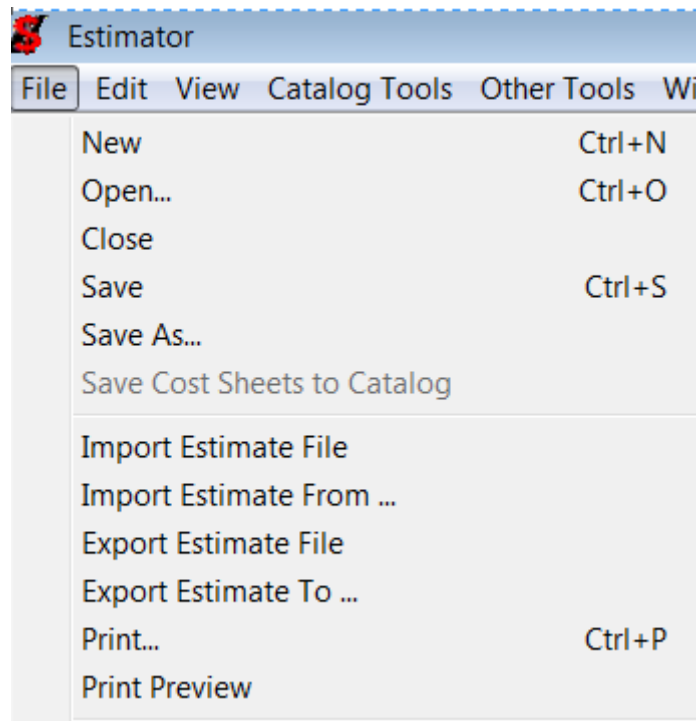 Estimator
File Edit View Catalog Tools Other Tools Wi
New Ctrl+N
Open... Ctrl+O
Close
Save Ctrl+S
Save As...
Save Cost Sheets to Catalog
Import Estimate File
Import Estimate From ...
Export Estimate File
Export Estimate To ...
Print... Ctrl+P
Print Preview